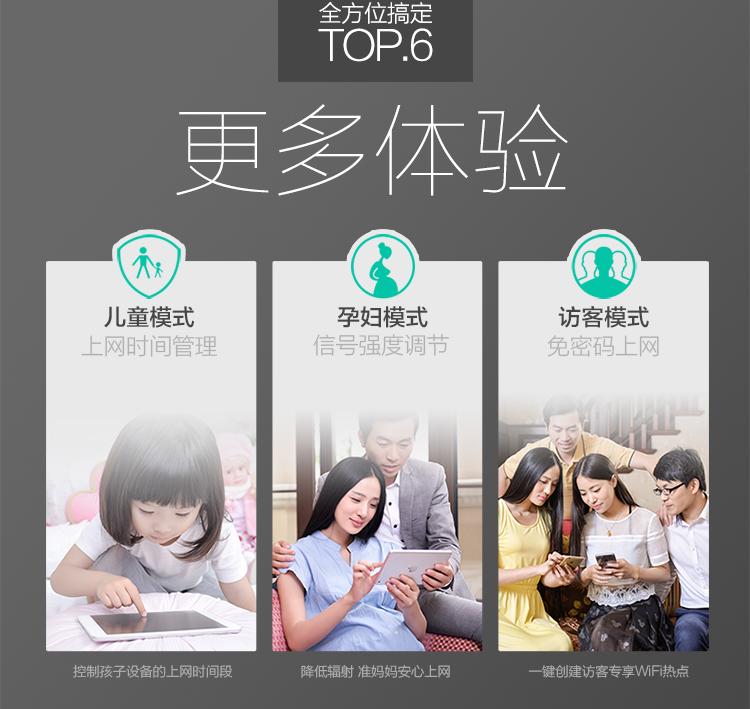 全方位搞定
TOP.6
更多体验
儿童模式
上网时间管理
孕妇模式
信号强度调节
访客模式
免密码上网
控制孩子设备的上网时间段
降低辐射 准妈妈安心上网
一键创建访客专享WiFi热点